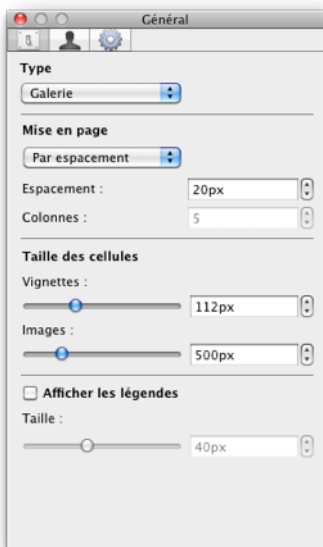 Général
Type
Galerie
Mise en page
Par espacement
Espacement : 20px
Colonnes : 5
Taille des cellules
Vignettes :
112px
Images :
500px
Afficher les légendes
Taille :
40px